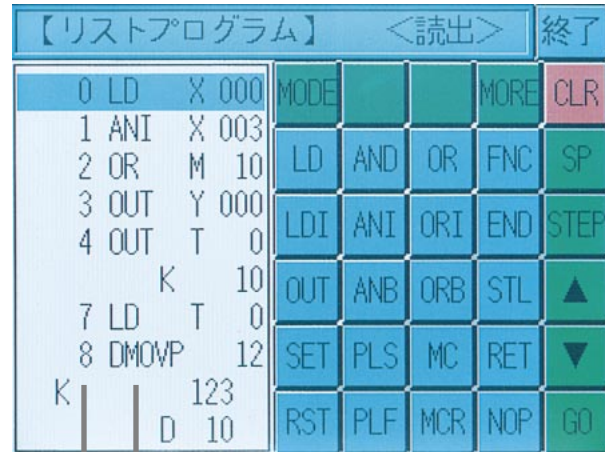 【リストプログラム】 <読出> 終了
0 LD X 000
1 ANI X 003
2 OR M 10
3 OUT Y 000
4 OUT T 0
K 10
7 LD T 0
8 DMOVP 12
K 123
D 10
MODE MORE CLR
LD AND OR FNC SP
LDI ANI ORI END STEP
OUT ANB ORB STL ▲
SET PLS MC RET ▼
RST PLF MCR NOP GO